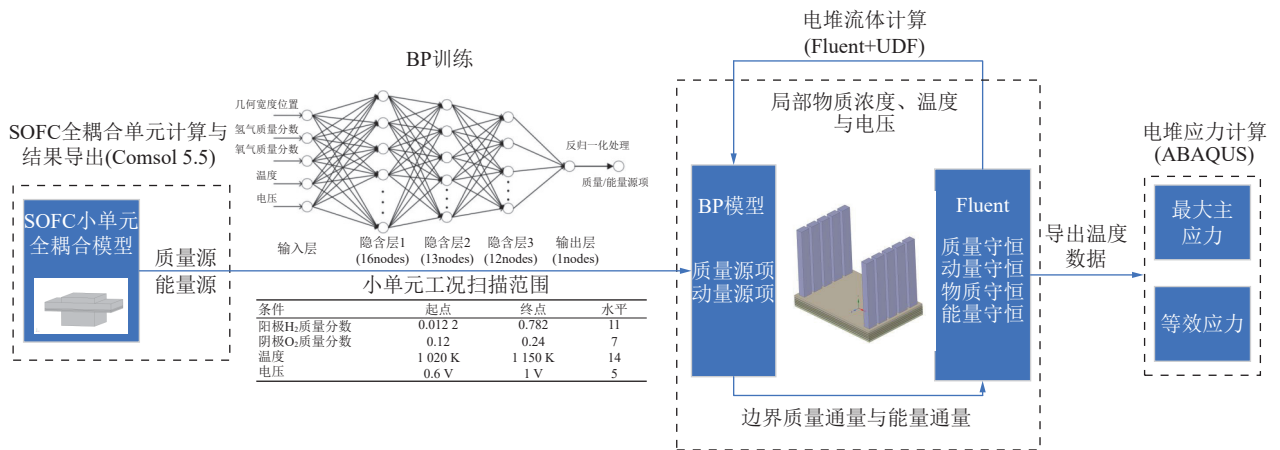 SOFC全耦合单元计算与
结果导出(Comsol 5.5)
SOFC小单元
全耦合模型
质量源
能量源
BP训练
几何宽度位置
氢气质量分数
氧气质量分数
温度
电压
反归一化处理
质量/能量源项
输入层
隐含层1
(16nodes)
隐含层2
(13nodes)
隐含层3
(12nodes)
输出层
(1nodes)
小单元工况扫描范围
条件 起点 终点 水平
阳极H₂质量分数 0.012 2 0.782 11
阴极O₂质量分数 0.12 0.24 7
温度 1 020 K 1 150 K 14
电压 0.6 V 1 V 5
电堆流体计算
(Fluent+UDF)
局部物质浓度、温度
与电压
BP模型
质量源项
动量源项
Fluent
质量守恒
动量守恒
物质守恒
能量守恒
边界质量通量与能量通量
导出温度
数据
电堆应力计算
(ABAQUS)
最大主
应力
等效应力